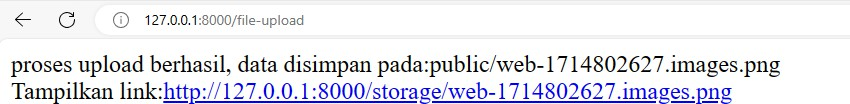 127.0.0.1:8000/file-upload
proses upload berhasil, data disimpan pada:public/web-1714802627.images.png
Tampilkan link:http://127.0.0.1:8000/storage/web-1714802627.images.png